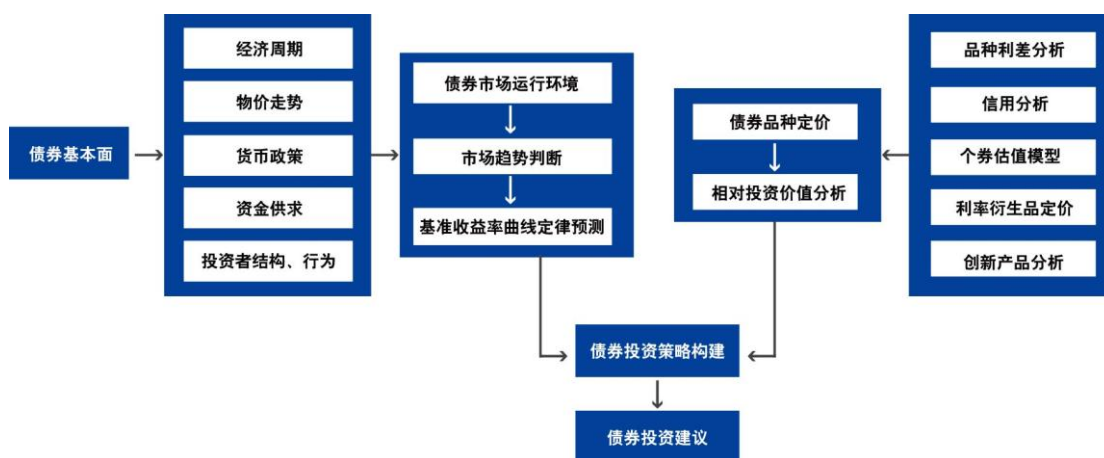 债券基本面
经济周期
物价走势
货币政策
资金供求
投资者结构、行为
债券市场运行环境
市场趋势判断
基准收益率曲线定律预测
债券品种定价
相对投资价值分析
品种利差分析
信用分析
个券估值模型
利率衍生品定价
创新产品分析
债券投资策略构建
债券投资建议